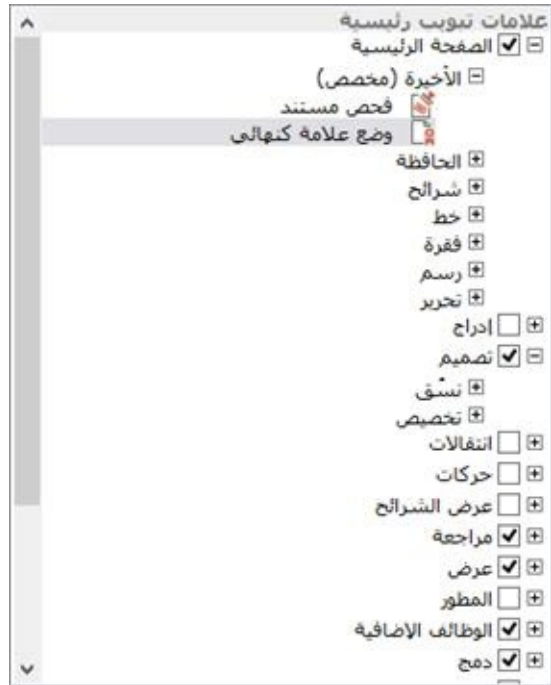 علامات تبويب رئيسية
الصفحة الرئيسية
الأخيرة (مخصص)
فحص مستند
وضع علامة كنهائي
الحافظة
شرائح
خط
فقرة
رسم
تحرير
إدراج
تصميم
نسّق
تخصيص
انتقالات
حركات
عرض الشرائح
مراجعة
عرض
المطور
الوظائف الإضافية
دمج